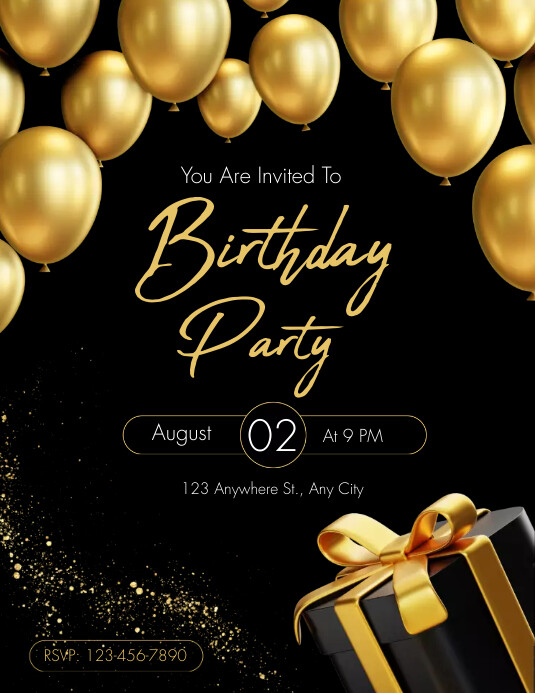 You Are Invited To
Birthday
Party
August 02 At 9 PM
123 Anywhere St., Any City
RSVP: 123-456-7890